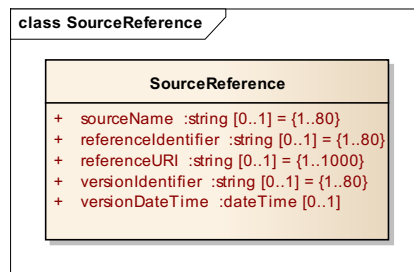 class SourceReference
SourceReference
+ sourceName :string [0..1] = {1..80}
+ referenceIdentifier :string [0..1] = {1..80}
+ referenceURI :string [0..1] = {1..1000}
+ versionIdentifier :string [0..1] = {1..80}
+ versionDateTime :dateTime [0..1]